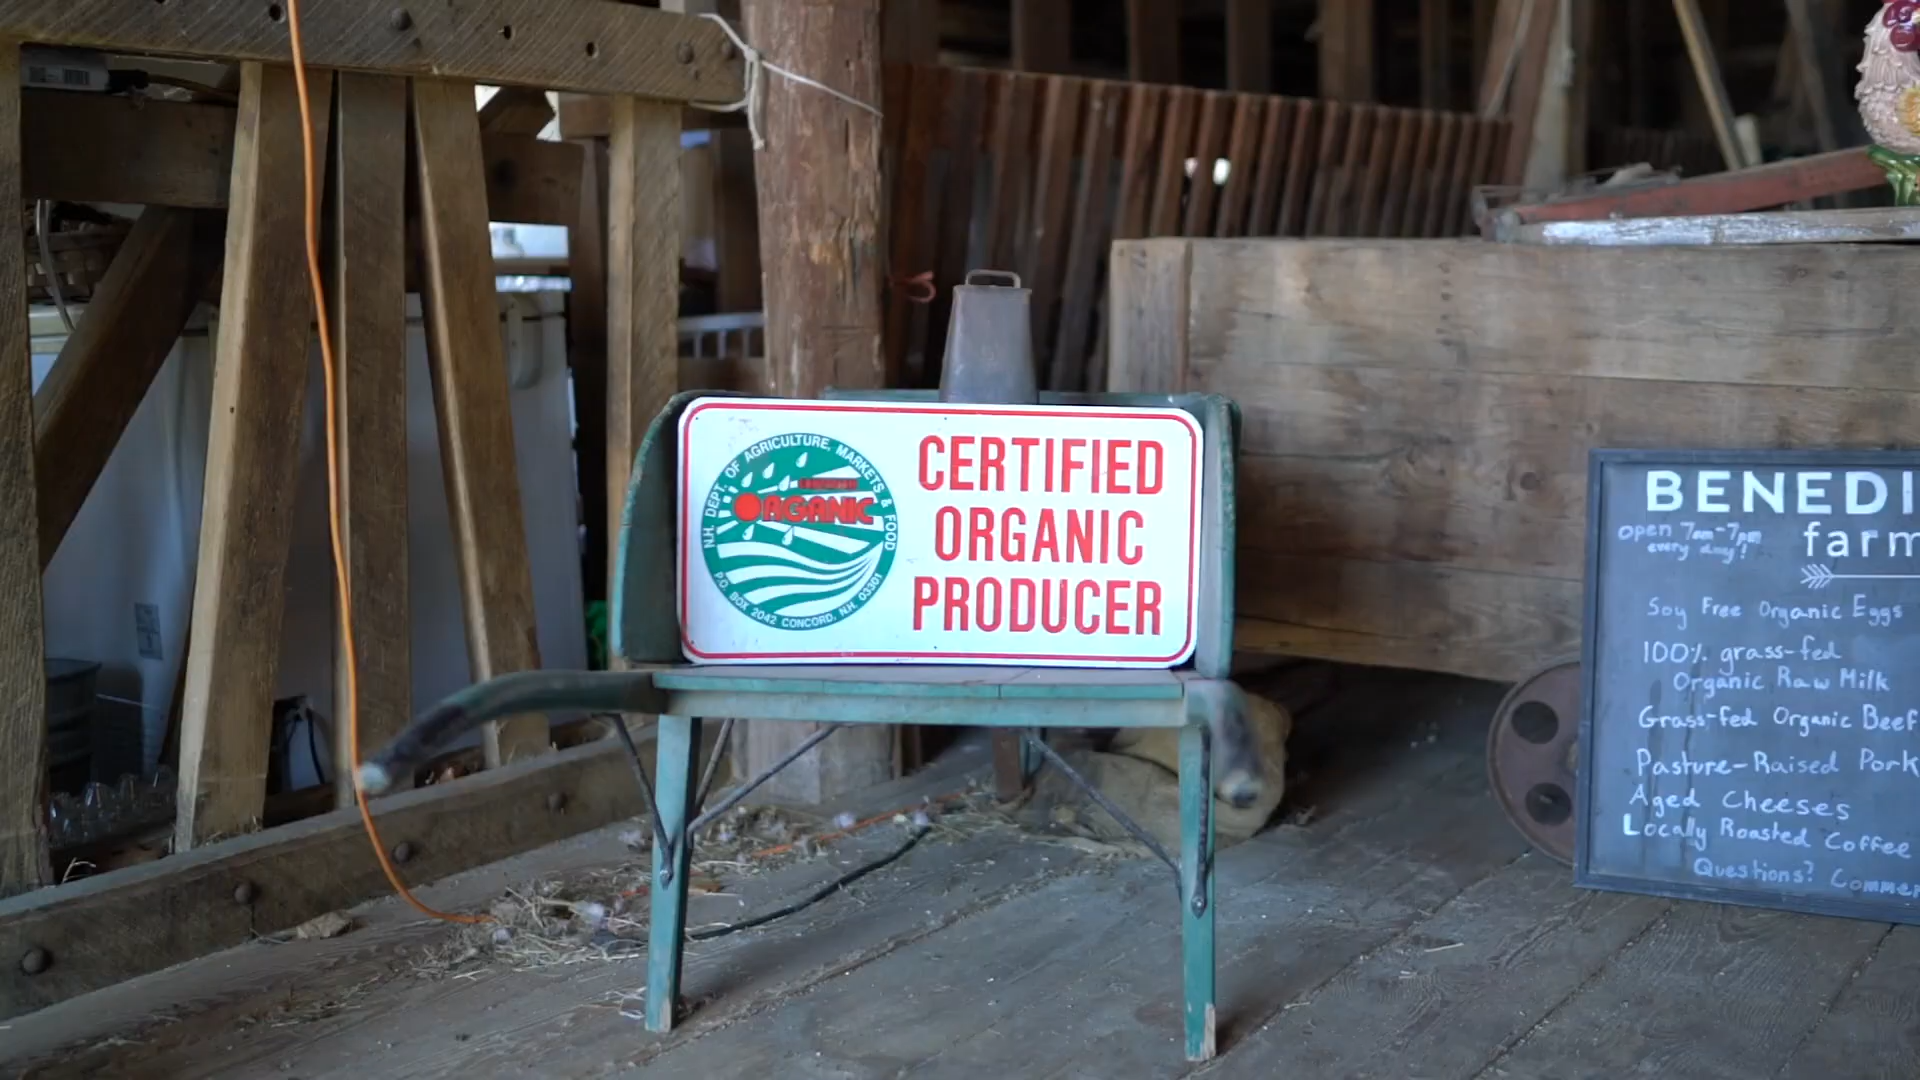 N.H. DEPT. OF AGRICULTURE, MARKETS & FOOD
ORGANIC
P.O. BOX 2042 CONCORD, N.H. 03301
CERTIFIED
ORGANIC
PRODUCER
BENEDI
open 7am-7pm
every day!
farm
Soy Free Organic Eggs
100% grass-fed
Organic Raw Milk
Grass-fed Organic Beef
Pasture-Raised Pork
Aged Cheeses
Locally Roasted Coffee
Questions? Commen